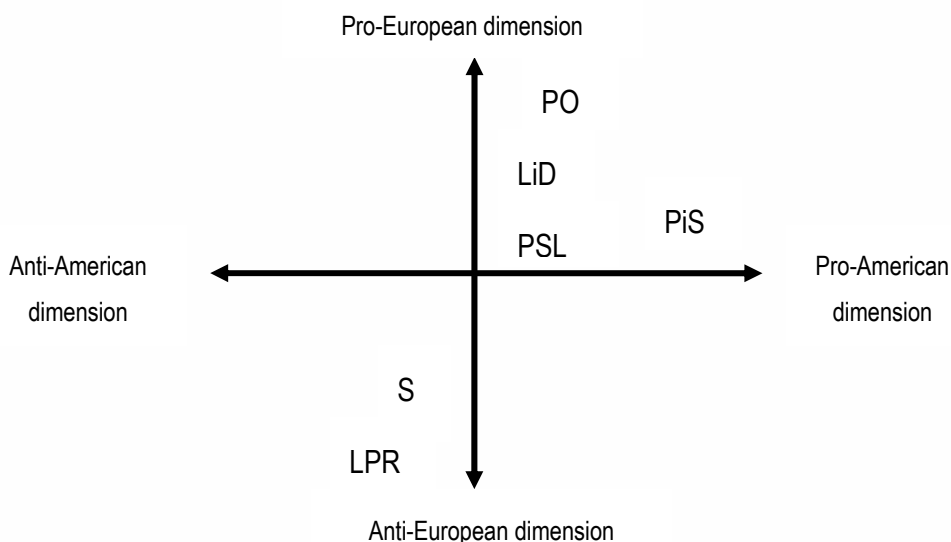 Pro-European dimension
PO
LiD
PiS
PSL
Anti-American
dimension
Pro-American
dimension
S
LPR
Anti-European dimension